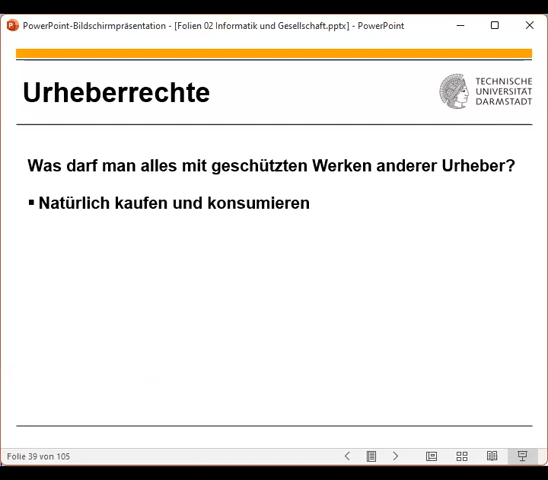 PowerPoint-Bildschirmpräsentation - [Folien 02 Informatik und Gesellschaft.pptx] - PowerPoint
Urheberrechte
TECHNISCHE
UNIVERSITÄT
DARMSTADT
Was darf man alles mit geschützten Werken anderer Urheber?
▪ Natürlich kaufen und konsumieren
Folie 39 von 105